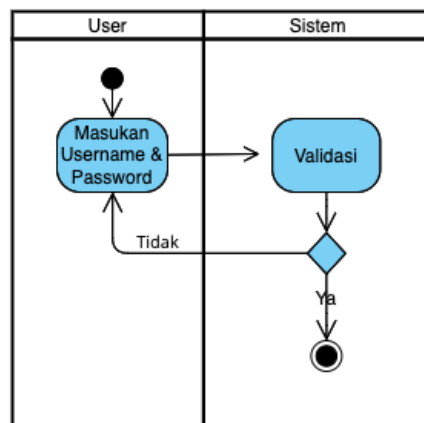 User
Sistem
Masukan
Username &
Password
Validasi
Tidak
Ya